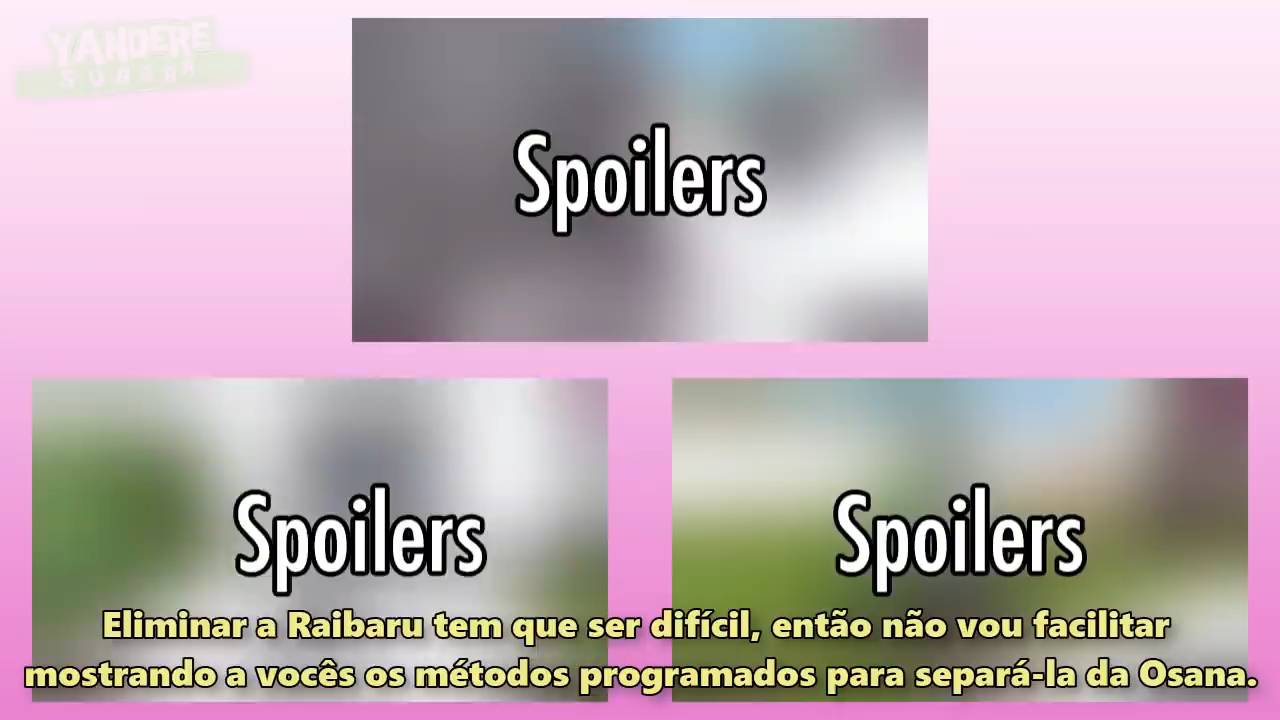 YANDERE
Spoilers
Spoilers
Spoilers
Eliminar a Raibaru tem que ser difícil, então não vou facilitar
mostrando a vocês os métodos programados para separá-la da Osana.